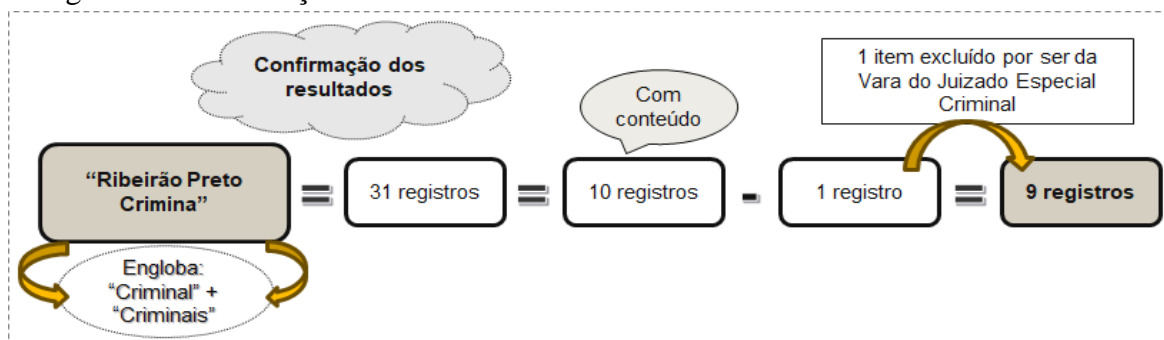 Confirmação dos
resultados
1 item excluído por ser da
Vara do Juizado Especial
Criminal
Com
conteúdo
“Ribeirão Preto
Crimina”
=
31 registros
=
10 registros
-
1 registro
=
9 registros
Engloba:
“Criminal” +
“Criminais”